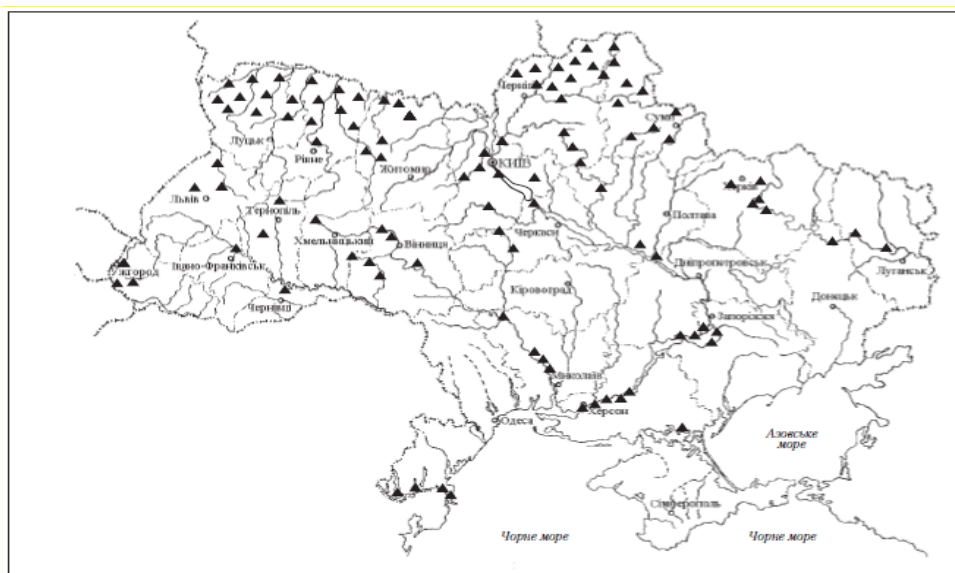 Чернігів
Суми
Луцьк
Рівне
КИЇВ
Житомир
Харків
Львів
Тернопіль
Полтава
Хмельницький
Черкаси
Вінниця
Ужгород
Івано-Франківськ
Дніпропетровськ
Луганськ
Кіровоград
Донецьк
Чернівці
Запоріжжя
Миколаїв
Херсон
Одеса
Азовське
море
Сімферополь
Чорне море
Чорне море